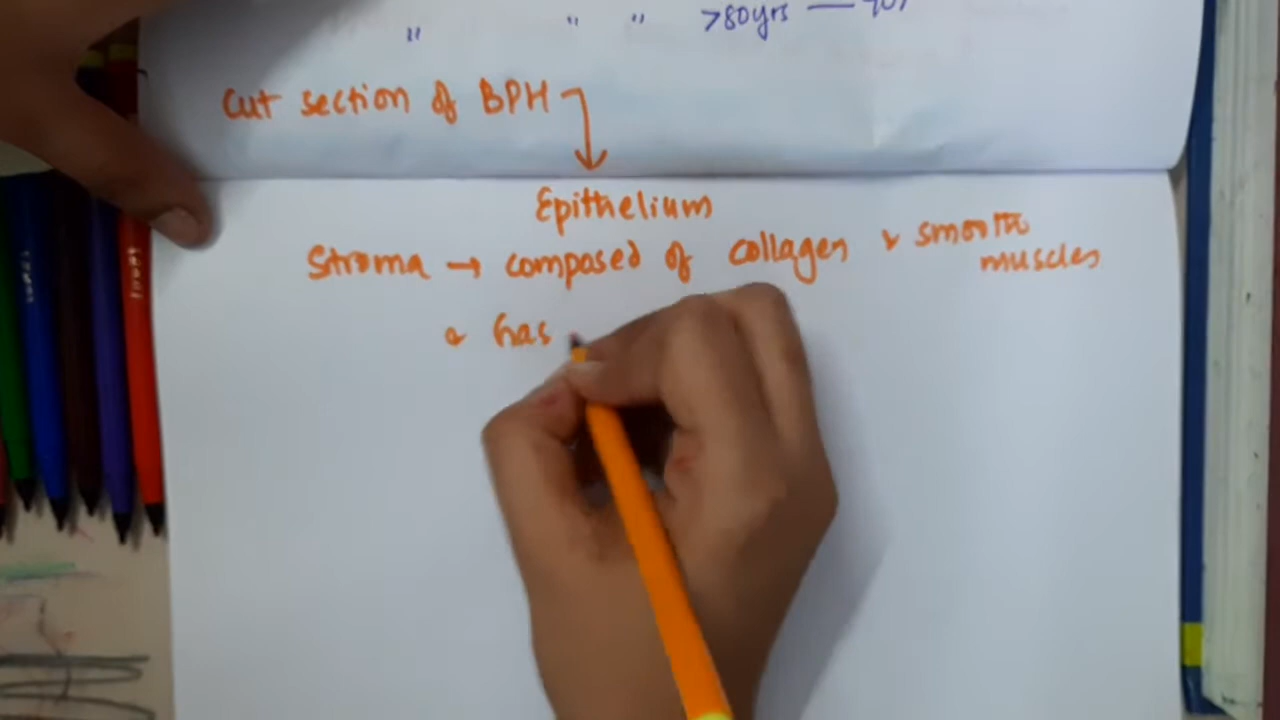 " " " >80yrs —
Cut section of BPH
Epithelium
Stroma → composed of collagen & smooth
muscles
& has